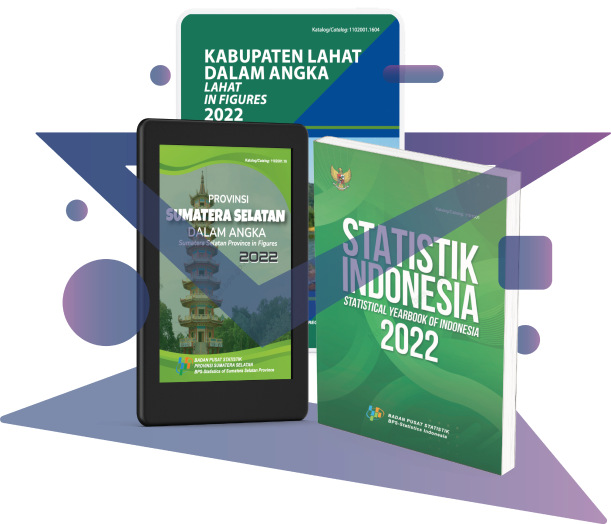 Katalog/Catalog: 1102001.1604
KABUPATEN LAHAT
DALAM ANGKA
LAHAT
IN FIGURES
2022
Katalog/Catalog:
PROVINSI
SUMATERA SELATAN
DALAM ANGKA
Sumatera Selatan Province in Figures
2022
BADAN PUSAT STATISTIK
PROVINSI SUMATERA SELATAN
BPS-Statistics of Sumatera Selatan Province
STATISTIK
INDONESIA
STATISTICAL YEARBOOK OF INDONESIA
2022
BADAN PUSAT STATISTIK
BPS-Statistics Indonesia